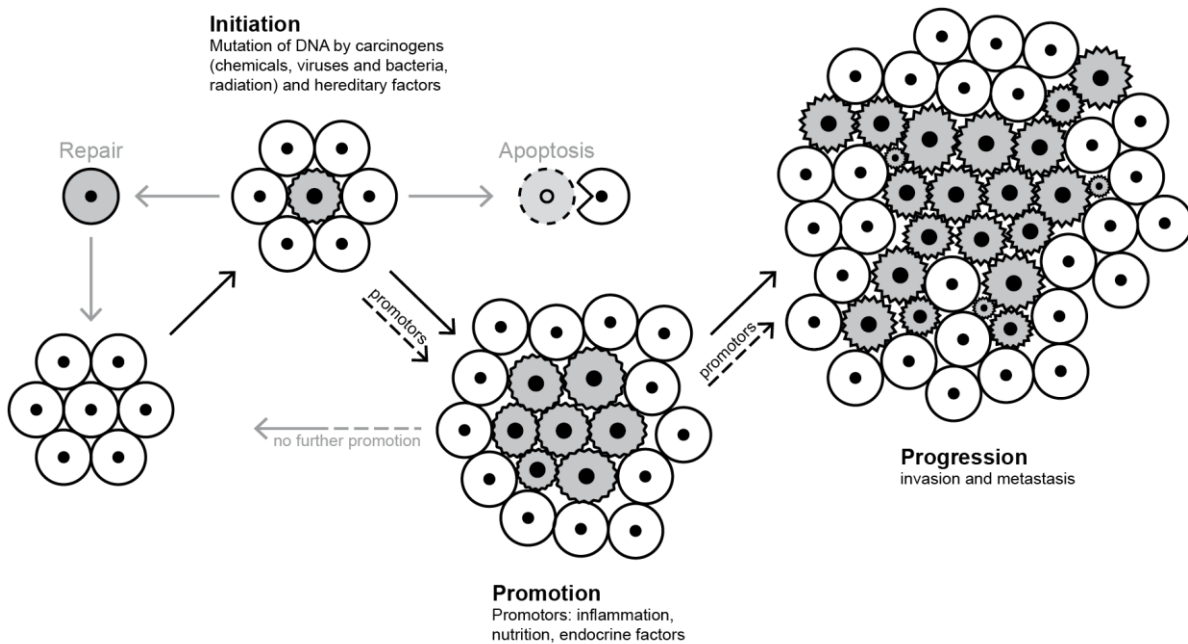 Initiation
Mutation of DNA by carcinogens
(chemicals, viruses and bacteria,
radiation) and hereditary factors
Repair
Apoptosis
promotors
promotors
no further promotion
Progression
invasion and metastasis
Promotion
Promotors: inflammation,
nutrition, endocrine factors